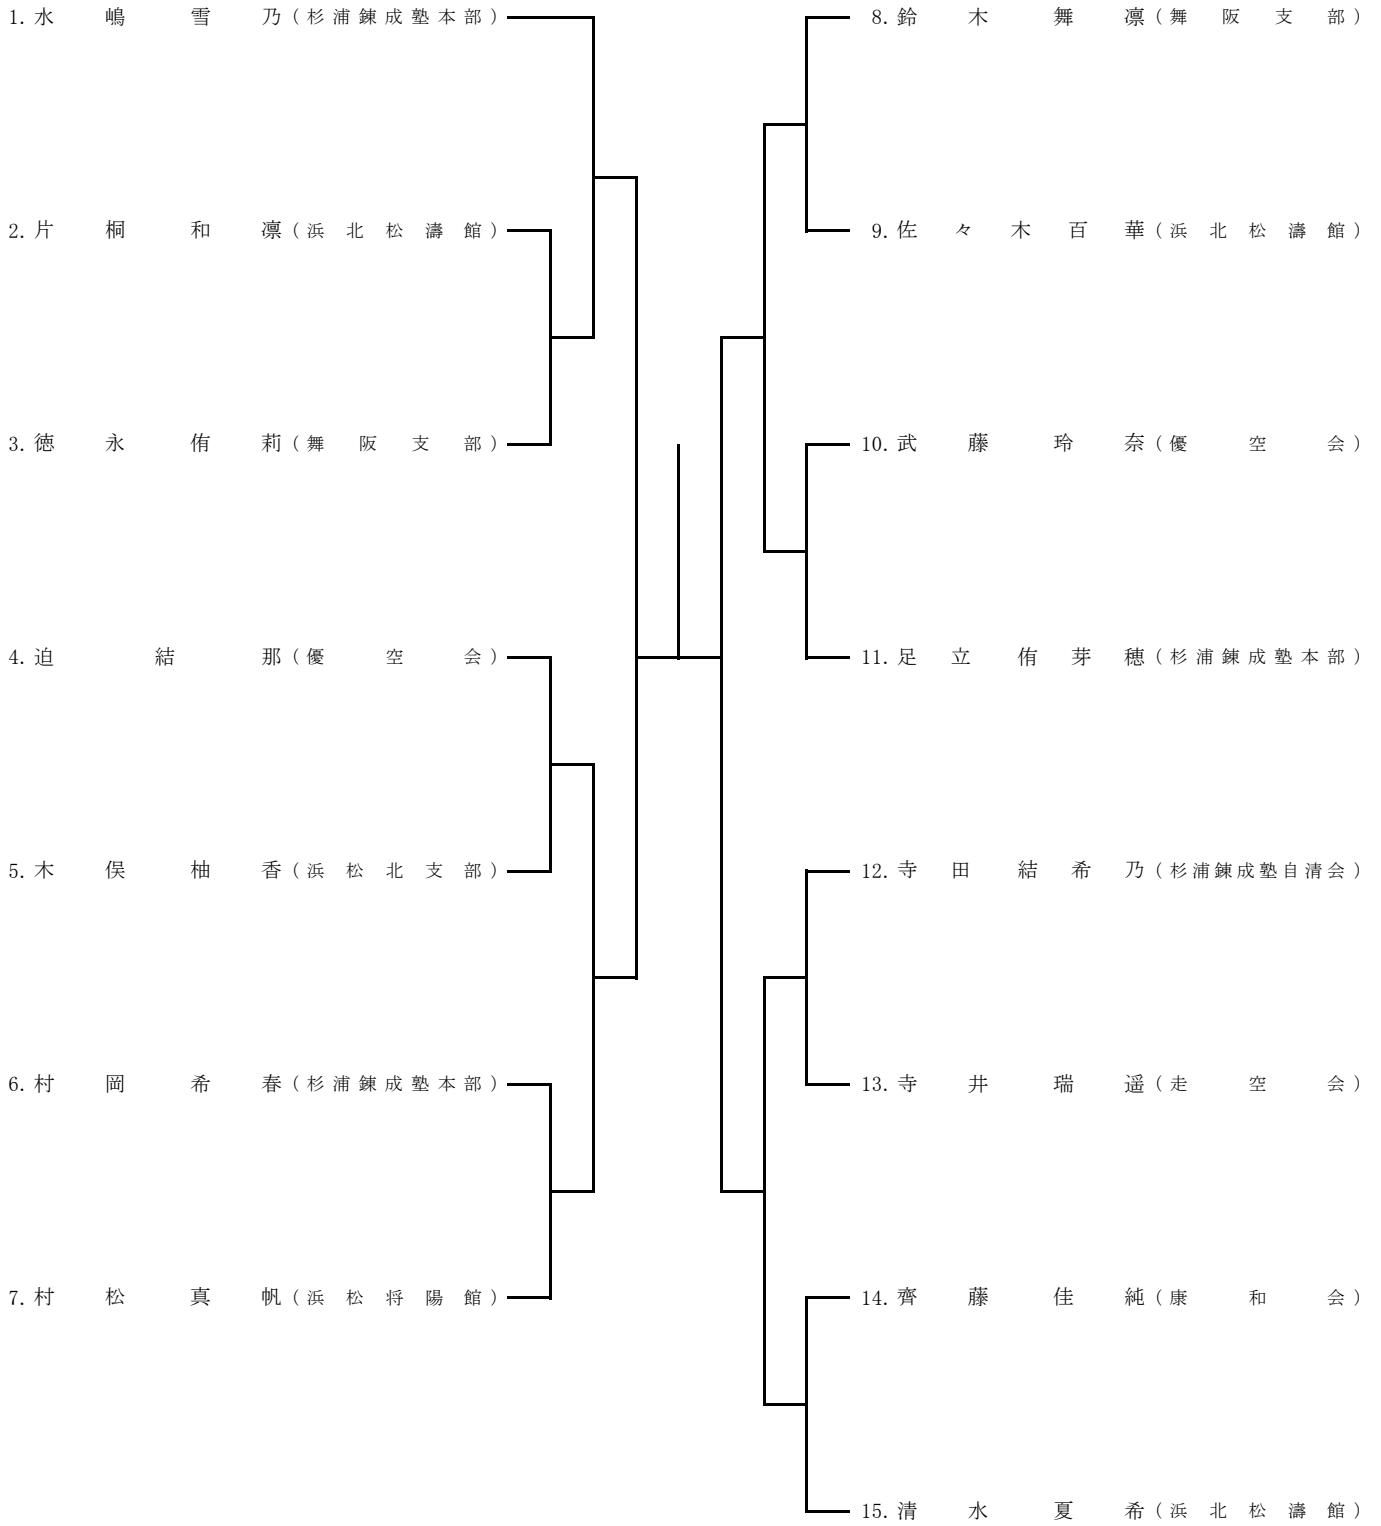 1. 水嶋雪乃（杉浦錬成塾本部）
2. 片桐和凛（浜北松濤館）
3. 徳永侑莉（舞阪支部）
4. 迫結那（優空会）
5. 木俣柚香（浜松北支部）
6. 村岡希春（杉浦錬成塾本部）
7. 村松真帆（浜松将陽館）
8. 鈴木舞凛（舞阪支部）
9. 佐々木百華（浜北松濤館）
10. 武藤玲奈（優空会）
11. 足立侑芽穂（杉浦錬成塾本部）
12. 寺田結希乃（杉浦錬成塾自清会）
13. 寺井瑞遥（走空会）
14. 齊藤佳純（康和会）
15. 清水夏希（浜北松濤館）